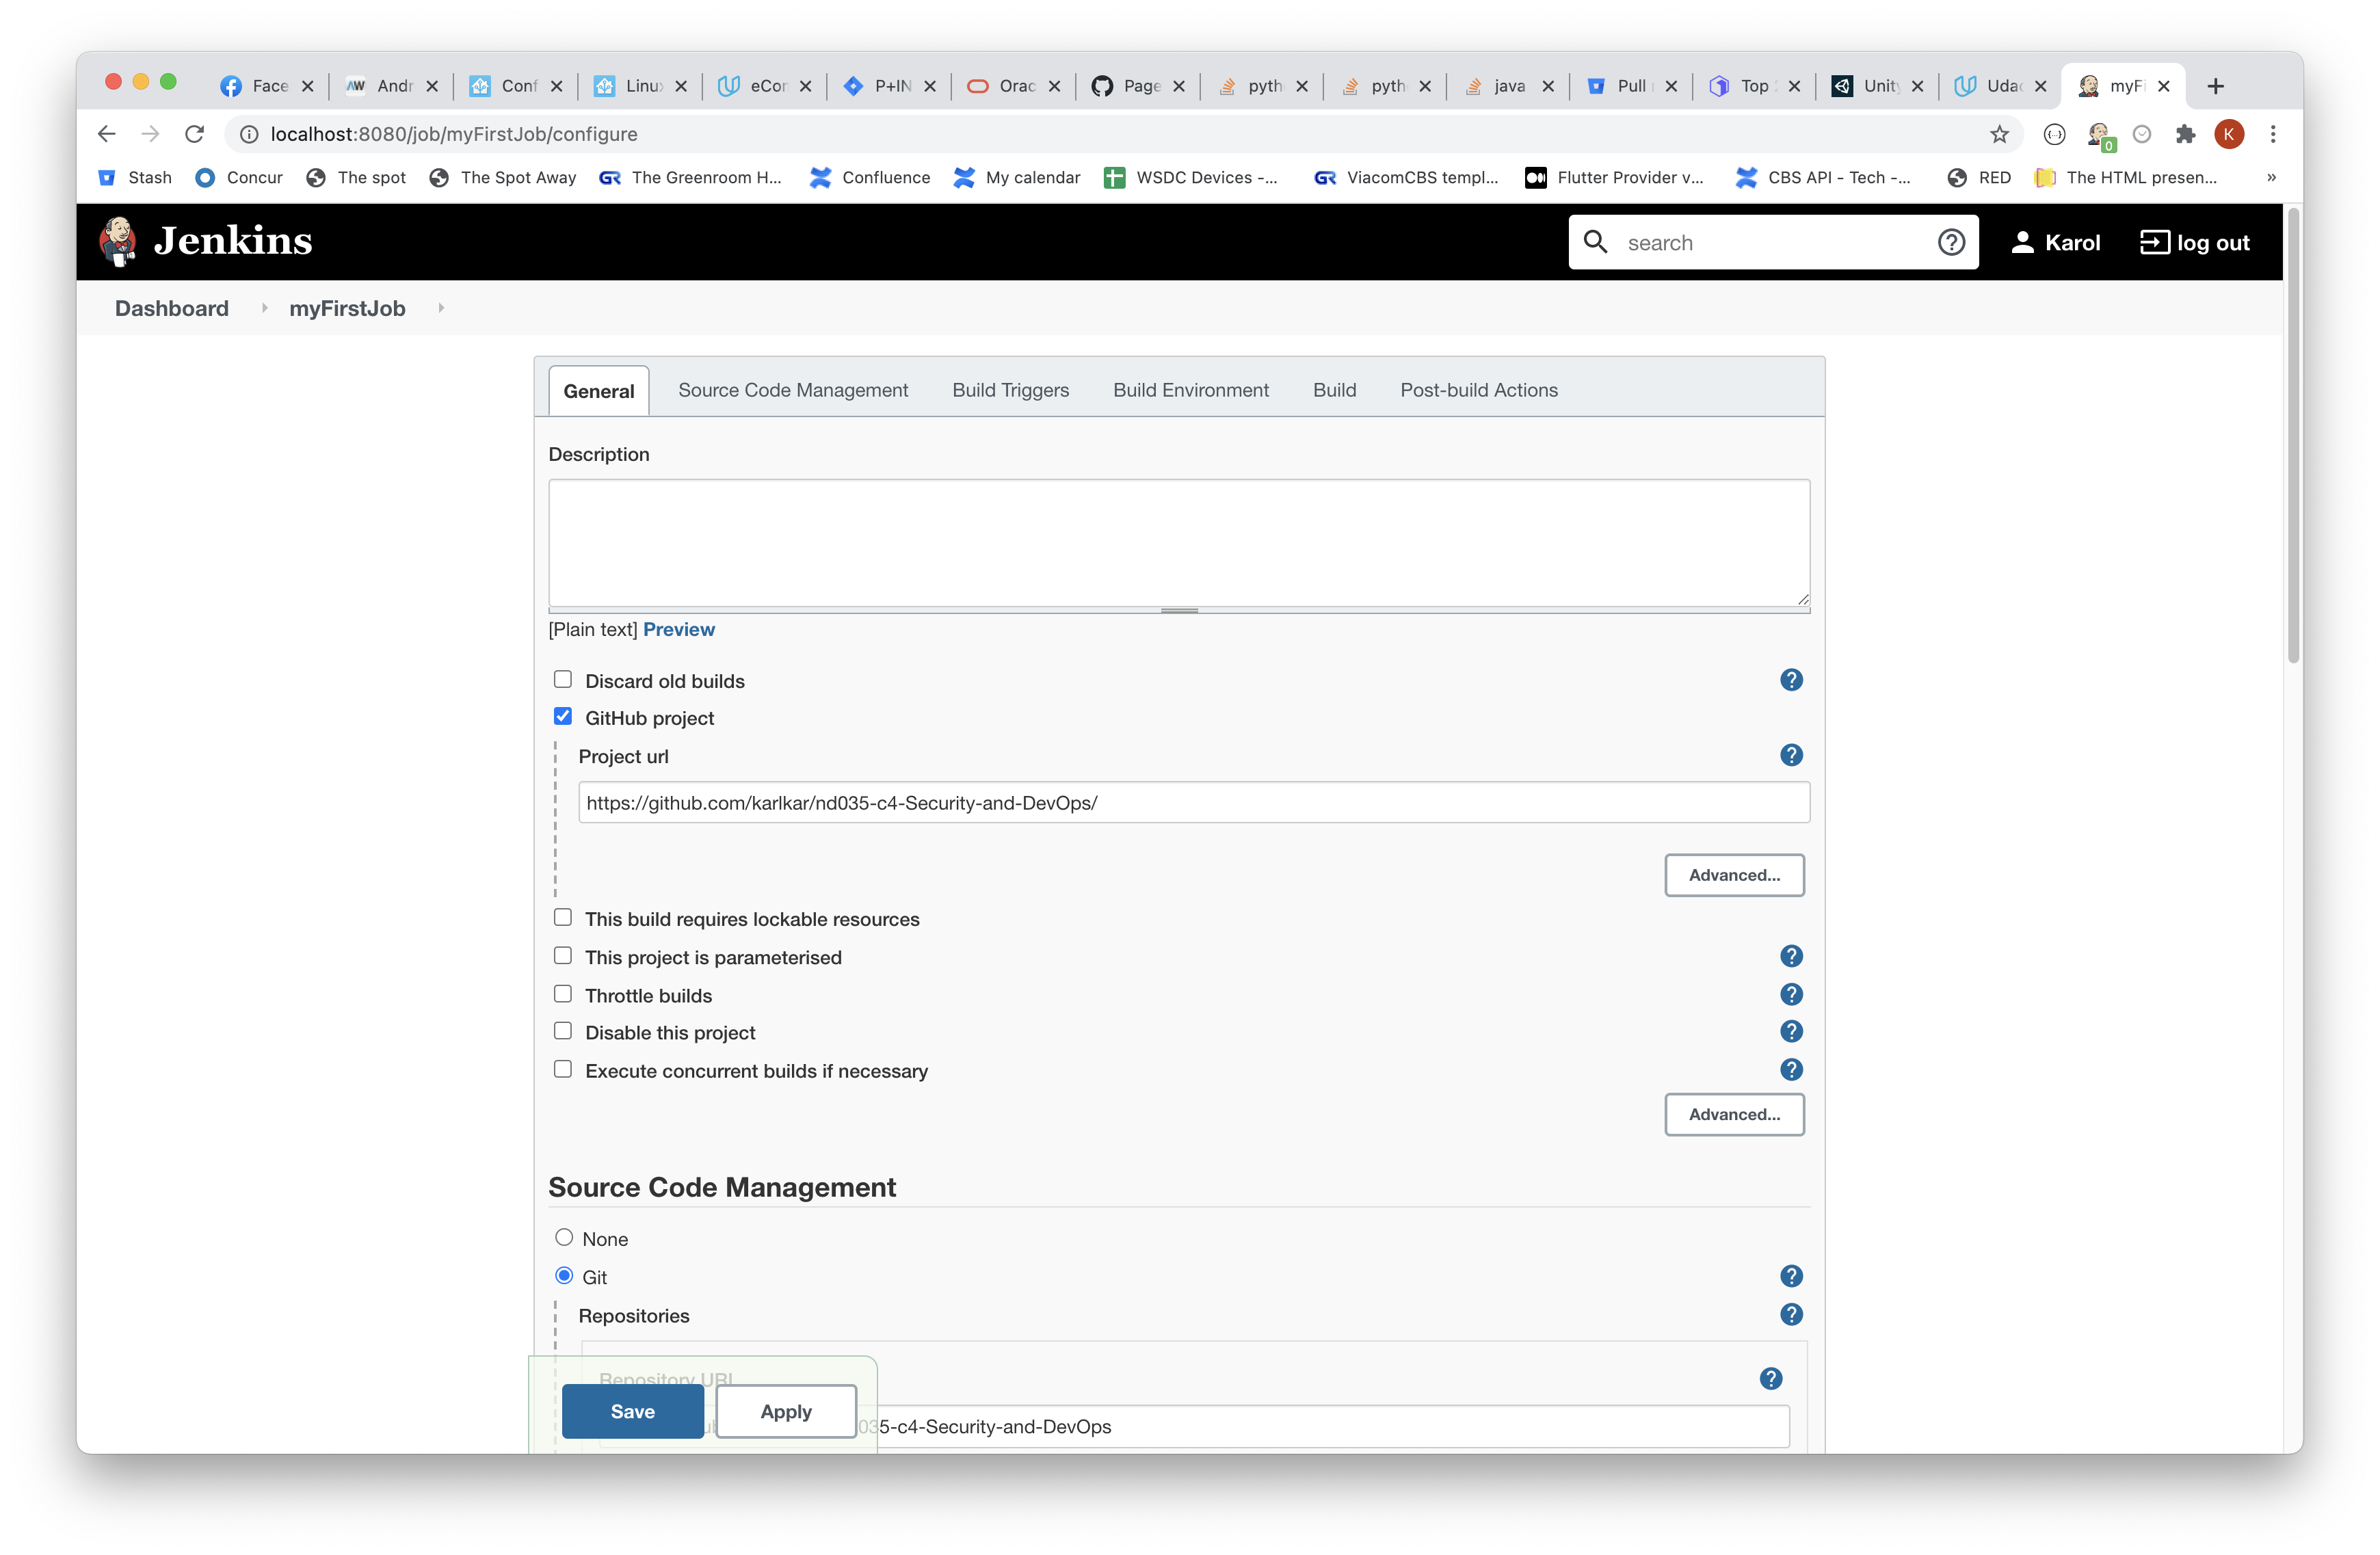 Face
Andr
Conf
Linux
eCor
P+IN
Orac
Page
pyth
pyth
java
Pull
Top
Unity
Udac
myFi
localhost:8080/job/myFirstJob/configure
0
K
Stash
Concur
The spot
The Spot Away
GR The Greenroom H...
Confluence
My calendar
WSDC Devices -...
GR ViacomCBS templ...
Flutter Provider v...
CBS API - Tech -...
RED
The HTML presen...
»
Jenkins
search
?
Karol
log out
Dashboard
myFirstJob
General
Source Code Management
Build Triggers
Build Environment
Build
Post-build Actions
Description
[Plain text] Preview
Discard old builds
?
GitHub project
Project url
?
https://github.com/karlkar/nd035-c4-Security-and-DevOps/
Advanced...
This build requires lockable resources
This project is parameterised
?
Throttle builds
?
Disable this project
?
Execute concurrent builds if necessary
?
Advanced...
Source Code Management
None
Git
?
Repositories
?
Repository URL
?
Save
Apply
035-c4-Security-and-DevOps